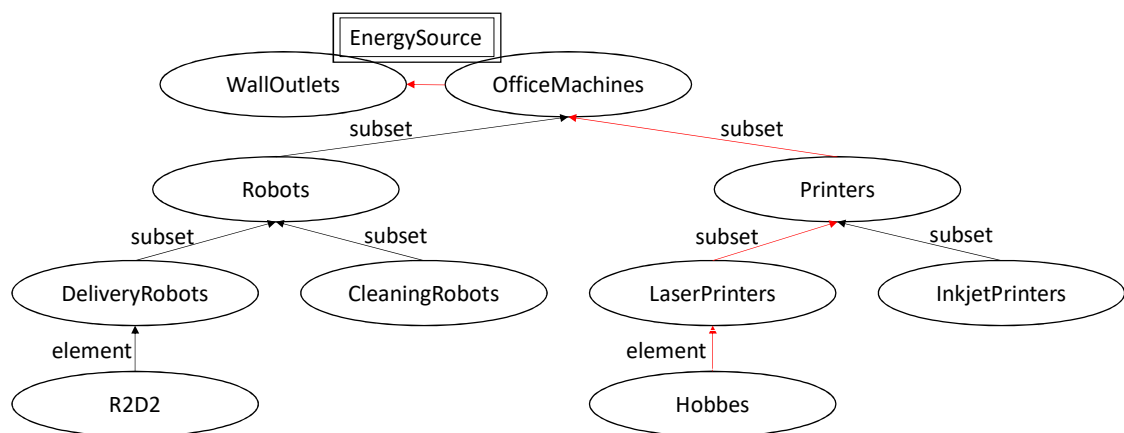 EnergySource
WallOutlets
OfficeMachines
subset
subset
Robots
Printers
subset
subset
subset
subset
DeliveryRobots
CleaningRobots
LaserPrinters
InkjetPrinters
element
element
R2D2
Hobbes